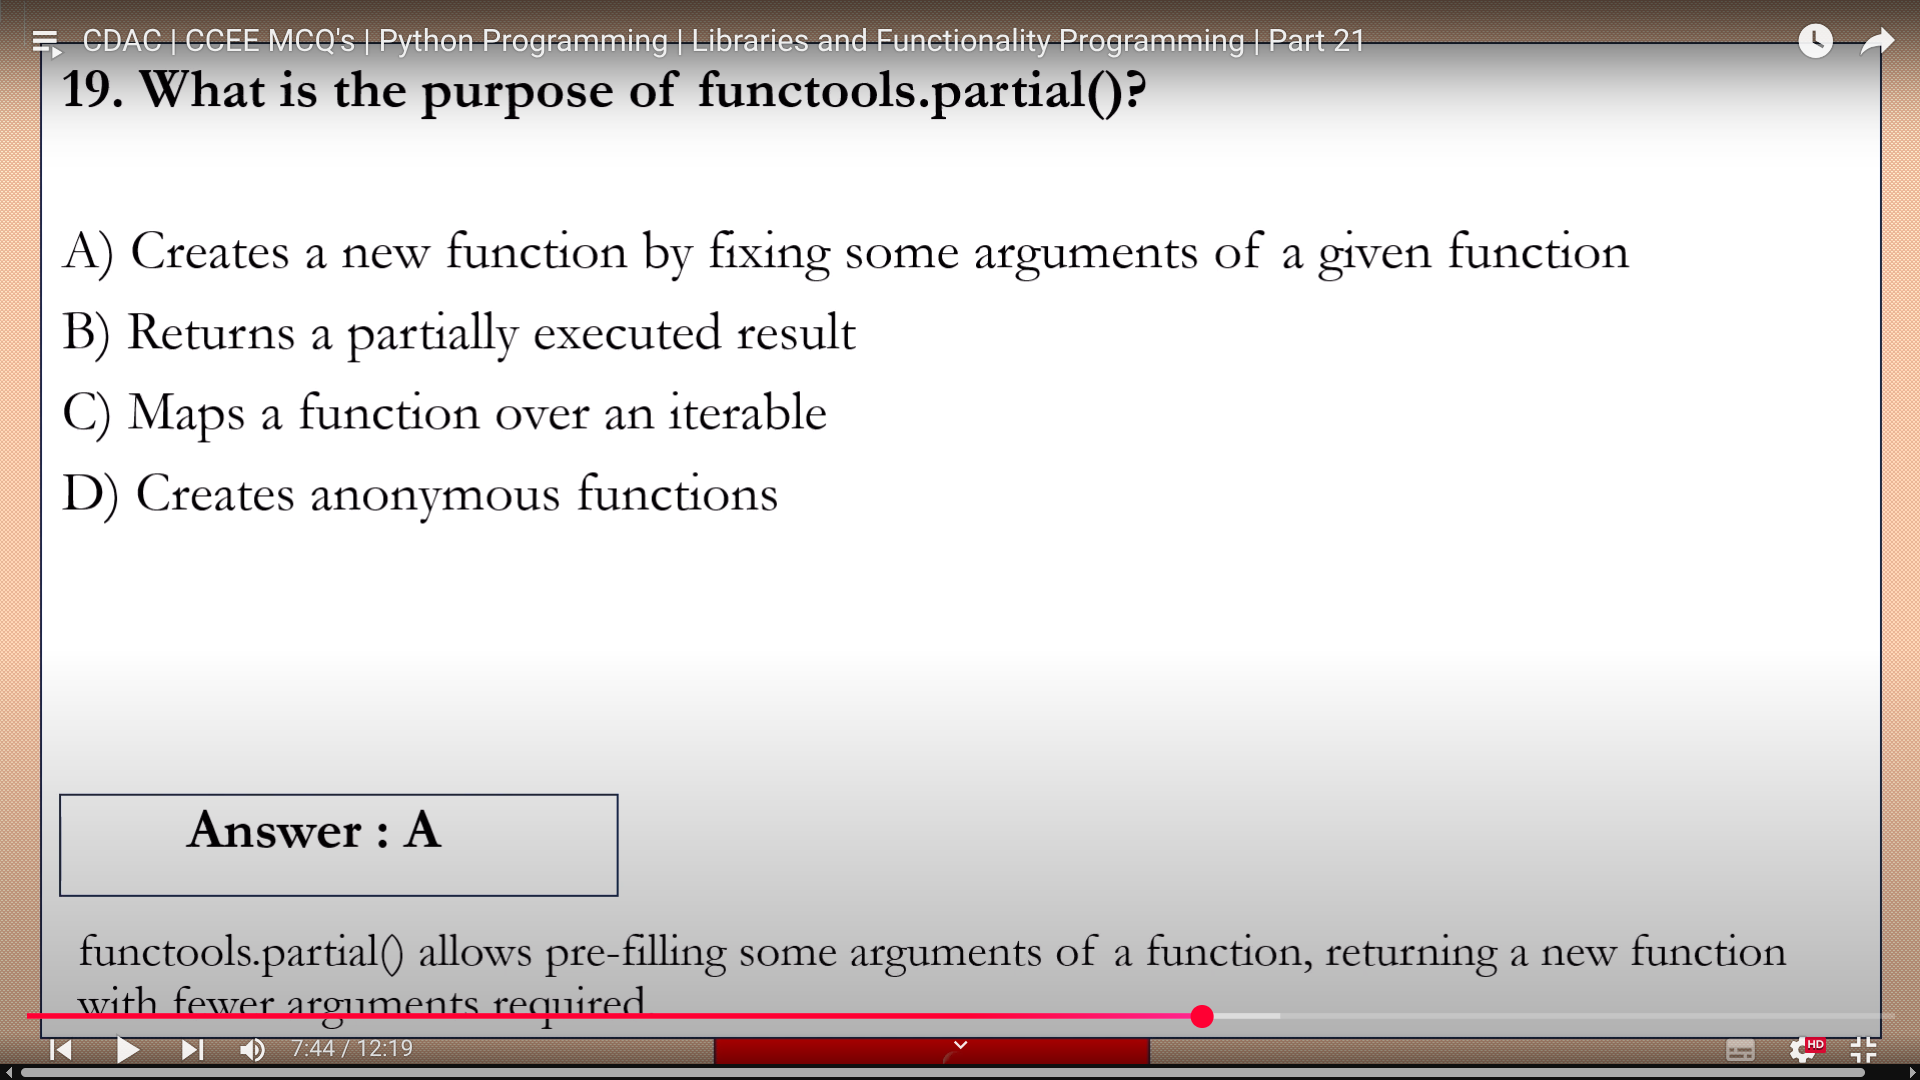 CDAC | CCEE MCQ's | Python Programming | Libraries and Functionality Programming | Part 21
19. What is the purpose of functools.partial()?
A) Creates a new function by fixing some arguments of a given function
B) Returns a partially executed result
C) Maps a function over an iterable
D) Creates anonymous functions
Answer : A
functools.partial() allows pre-filling some arguments of a function, returning a new function
with fewer arguments required.
7:44 / 12:19
HD